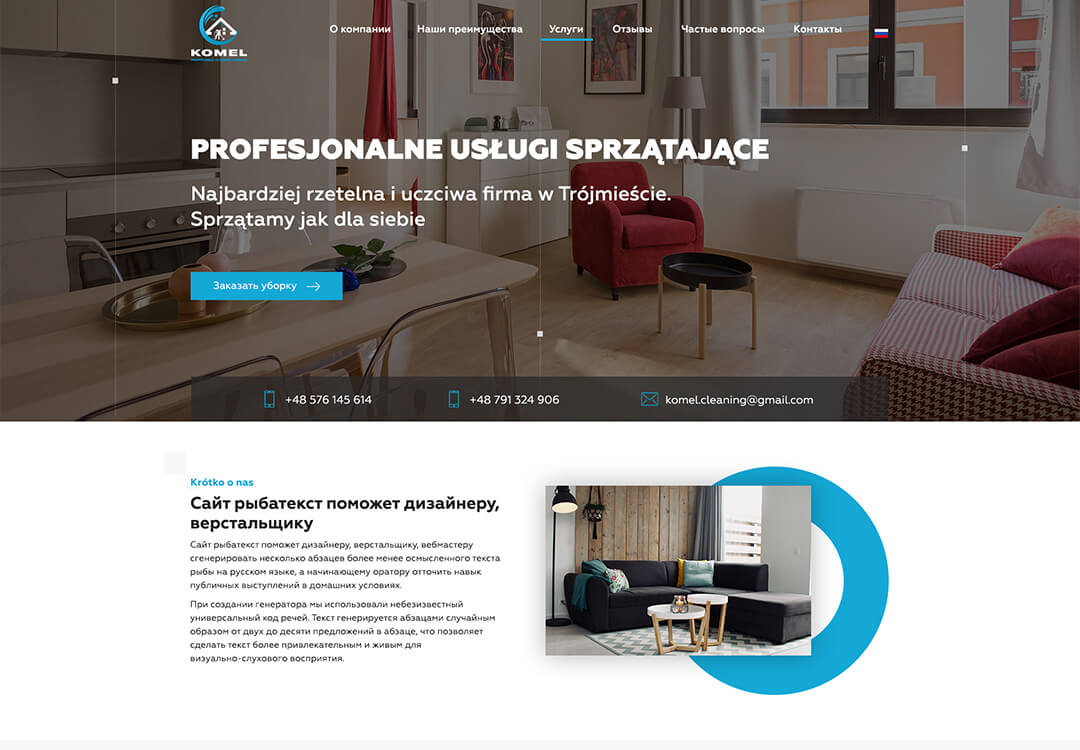 KOMEL
О компании
Наши преимущества
Услуги
Отзывы
Частые вопросы
Контакты
PROFESJONALNE USŁUGI SPRZĄTAJĄCE
Najbardziej rzetelna i uczciwa firma w Trójmieście.
Sprzątamy jak dla siebie
Заказать уборку
+48 576 145 614
+48 791 324 906
komel.cleaning@gmail.com
Krótko o nas
Сайт рыбатекст поможет дизайнеру,
верстальщику
Сайт рыбатекст поможет дизайнеру, верстальщику, вебмастеру
сгенерировать несколько абзацев более менее осмысленного текста
рыбы на русском языке, а начинающему оратору отточить навык
публичных выступлений в домашних условиях.
При создании генератора мы использовали небезизвестный
универсальный код речей. Текст генерируется абзацами случайным
образом от двух до десяти предложений в абзаце, что позволяет
сделать текст более привлекательным и живым для
визуально-слухового восприятия.